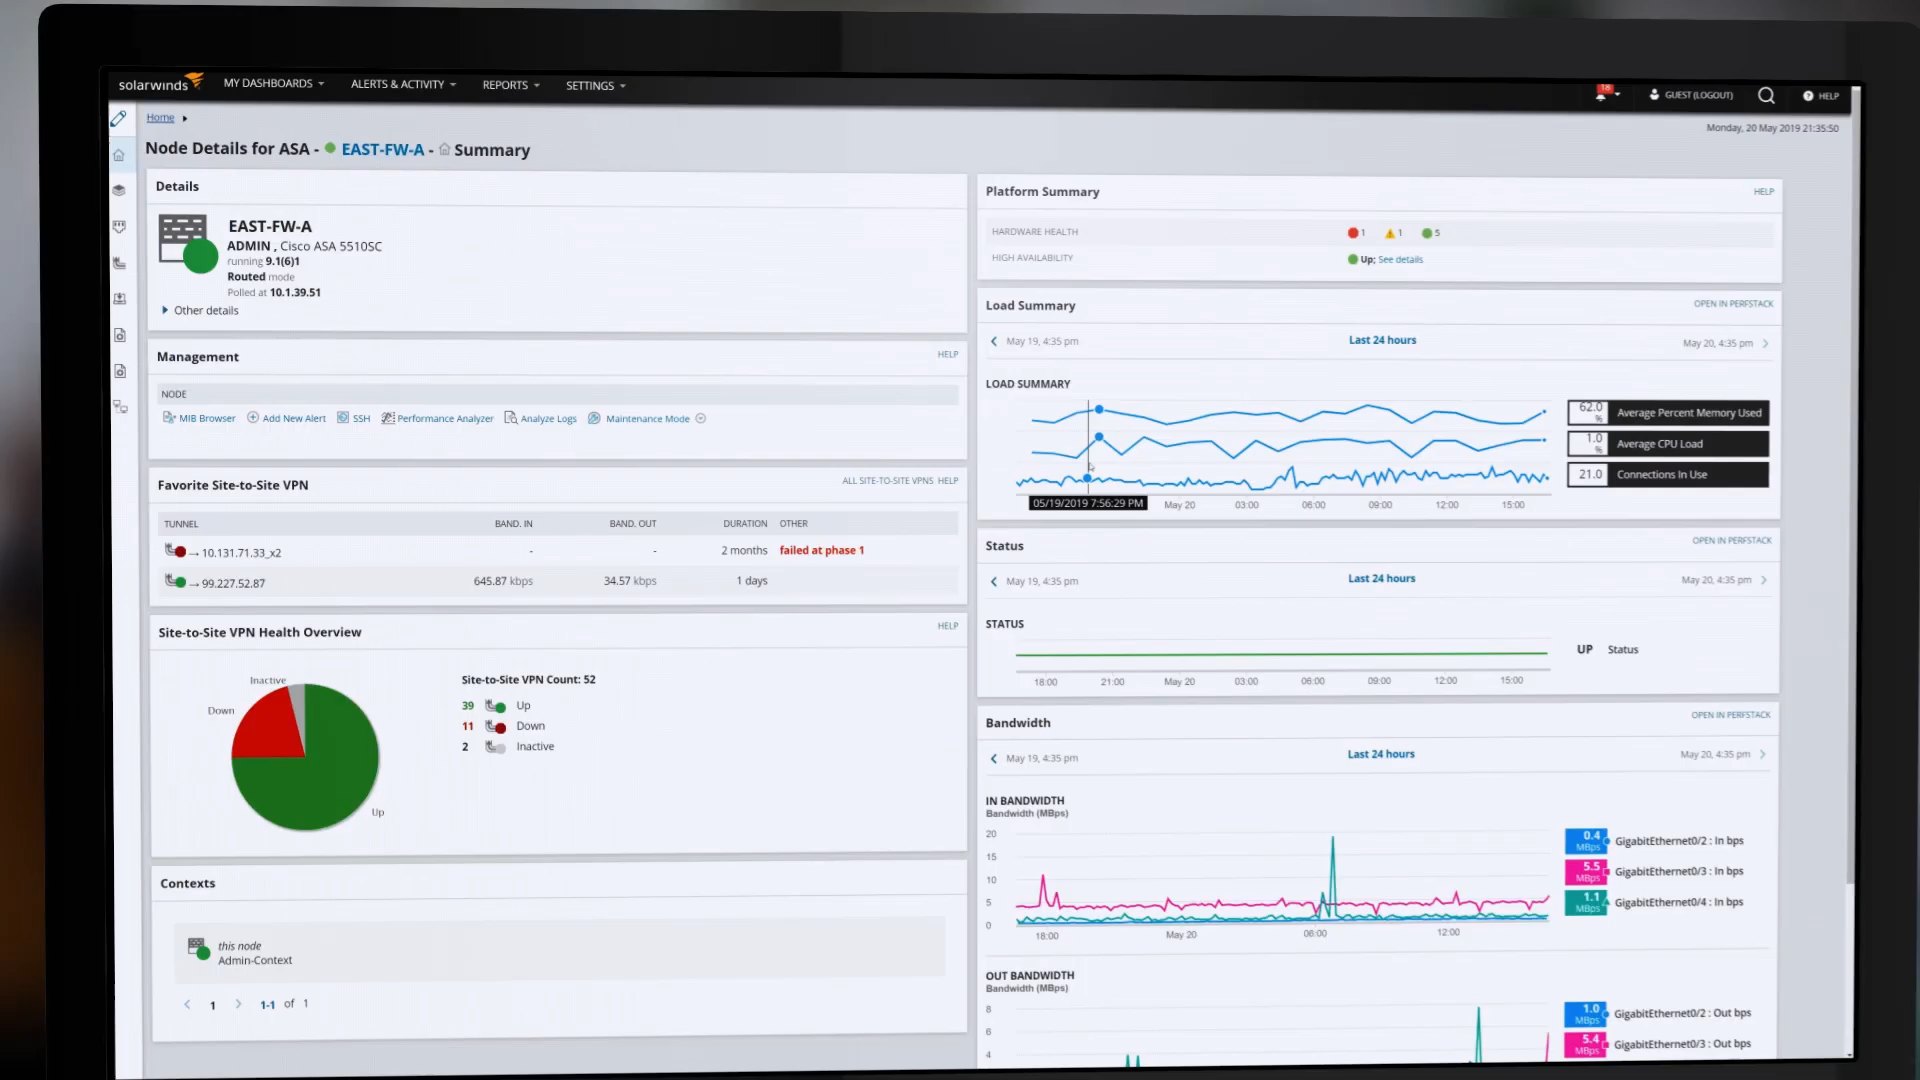 solarwinds MY DASHBOARDS ALERTS & ACTIVITY REPORTS SETTINGS 18 GUEST (LOGOUT) HELP
Home
Monday, 20 May 2019 21:35:50
Node Details for ASA - EAST-FW-A - Summary
Details
EAST-FW-A
ADMIN , Cisco ASA 5510SC
running 9.1(6)1
Routed mode
Polled at 10.1.39.51
Other details
Management
HELP
NODE
MIB Browser Add New Alert SSH Performance Analyzer Analyze Logs Maintenance Mode
Favorite Site-to-Site VPN
ALL SITE-TO-SITE VPNS HELP
TUNNEL BAND. IN BAND. OUT DURATION OTHER
→ 10.131.71.33_x2 - - 2 months failed at phase 1
→ 99.227.52.87 645.87 kbps 34.57 kbps 1 days
Site-to-Site VPN Health Overview
HELP
Inactive
Down
Up
Site-to-Site VPN Count: 52
39 Up
11 Down
2 Inactive
Contexts
this node
Admin-Context
1 1-1 of 1
Platform Summary
HELP
HARDWARE HEALTH 1 1 5
HIGH AVAILABILITY Up; See details
Load Summary
OPEN IN PERFSTACK
May 19, 4:35 pm Last 24 hours May 20, 4:35 pm
LOAD SUMMARY
62.0 % Average Percent Memory Used
1.0 % Average CPU Load
21.0 Connections In Use
05/19/2019 7:56:29 PM May 20 03:00 06:00 09:00 12:00 15:00
Status
OPEN IN PERFSTACK
May 19, 4:35 pm Last 24 hours May 20, 4:35 pm
STATUS
UP Status
18:00 21:00 May 20 03:00 06:00 09:00 12:00 15:00
Bandwidth
OPEN IN PERFSTACK
May 19, 4:35 pm Last 24 hours May 20, 4:35 pm
IN BANDWIDTH
Bandwidth (MBps)
20
15
10
5
0
18:00 May 20 06:00 12:00
0.4 MBps GigabitEthernet0/2 : In bps
5.5 MBps GigabitEthernet0/3 : In bps
1.1 MBps GigabitEthernet0/4 : In bps
OUT BANDWIDTH
Bandwidth (MBps)
8
6
4
1.0 MBps GigabitEthernet0/2 : Out bps
5.4 MBps GigabitEthernet0/3 : Out bps